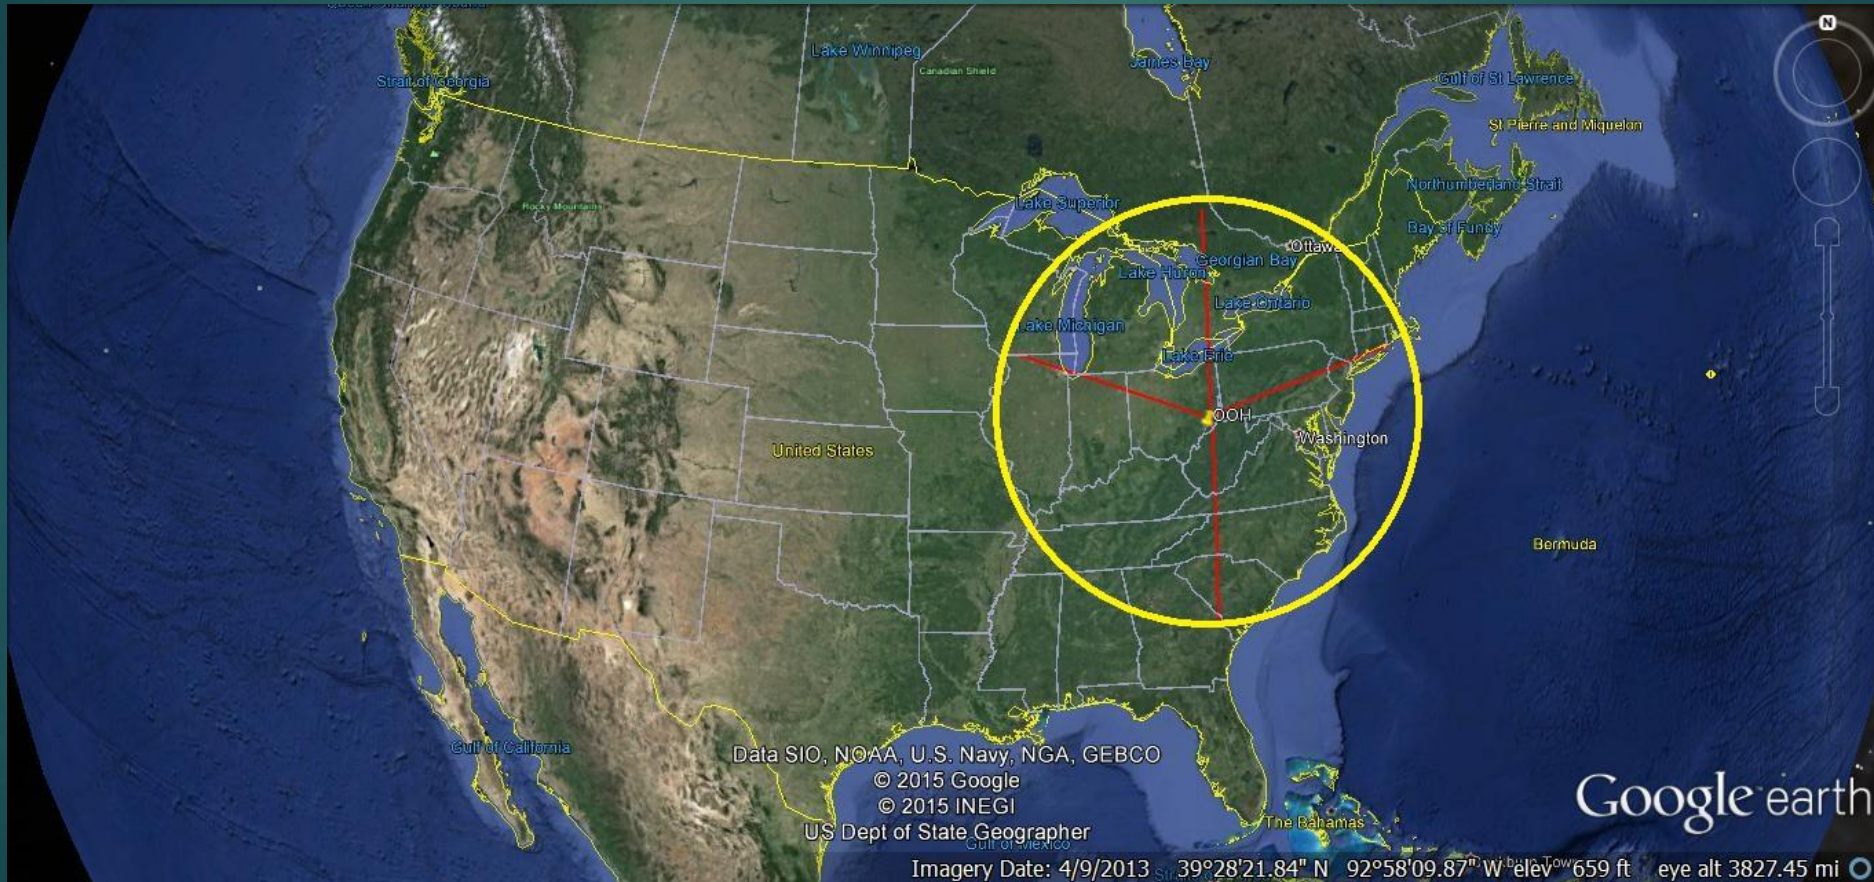 Strait of Georgia
Lake Winnipeg
Canadian Shield
James Bay
Gulf of St Lawrence
St Pierre and Miquelon
Northumberland Strait
Bay of Fundy
Rocky Mountains
Lake Superior
Ottawa
Georgian Bay
Lake Huron
Lake Ontario
Lake Michigan
Lake Erie
OOH
Washington
United States
Bermuda
Gulf of California
Data SIO, NOAA, U.S. Navy, NGA, GEBCO
© 2015 Google
© 2015 INEGI
US Dept of State Geographer
Gulf of Mexico
The Bahamas
Google earth
Imagery Date: 4/9/2013 39°28'21.84" N 92°58'09.87" W elev 659 ft eye alt 3827.45 mi
N